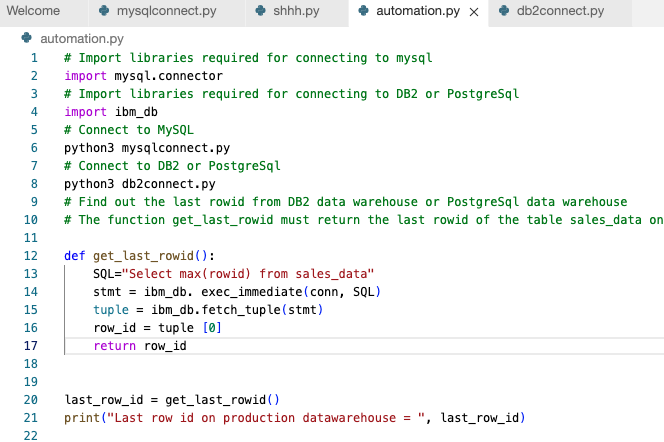 Welcome mysqlconnect.py shhh.py automation.py × db2connect.py
automation.py
1 # Import libraries required for connecting to mysql
2 import mysql.connector
3 # Import libraries required for connecting to DB2 or PostgreSql
4 import ibm_db
5 # Connect to MySQL
6 python3 mysqlconnect.py
7 # Connect to DB2 or PostgreSql
8 python3 db2connect.py
9 # Find out the last rowid from DB2 data warehouse or PostgreSql data warehouse
10 # The function get_last_rowid must return the last rowid of the table sales_data on
11
12 def get_last_rowid():
13 SQL="Select max(rowid) from sales_data"
14 stmt = ibm_db. exec_immediate(conn, SQL)
15 tuple = ibm_db.fetch_tuple(stmt)
16 row_id = tuple [0]
17 return row_id
18
19
20 last_row_id = get_last_rowid()
21 print("Last row id on production datawarehouse = ", last_row_id)
22